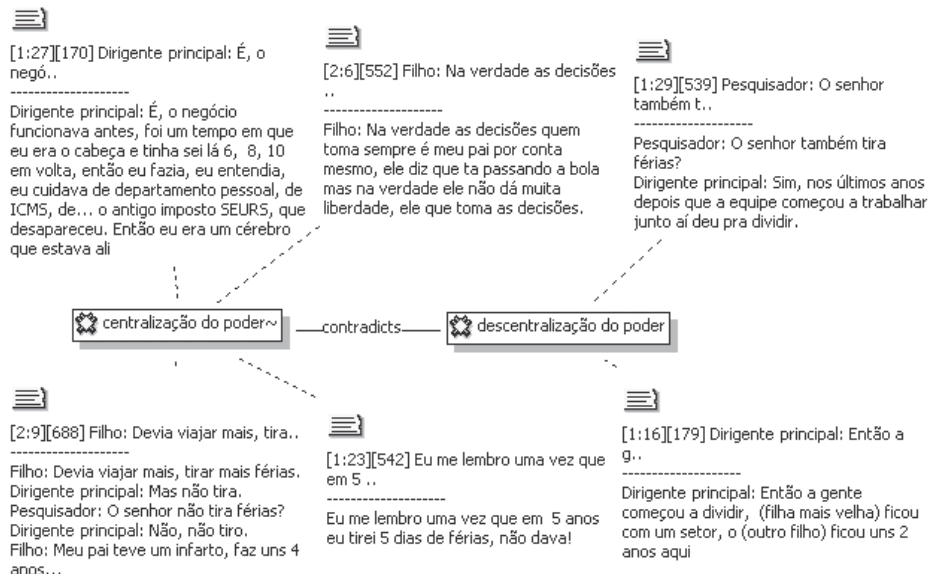 [1:27][170] Dirigente principal: É, o
negó..
--------------------
Dirigente principal: É, o negócio
funcionava antes, foi um tempo em que
eu era o cabeça e tinha sei lá 6, 8, 10
em volta, então eu fazia, eu entendia,
eu cuidava de departamento pessoal, de
ICMS, de... o antigo imposto SEURS, que
desapareceu. Então eu era um cérebro
que estava ali
[2:6][552] Filho: Na verdade as decisões
..
--------------------
Filho: Na verdade as decisões quem
toma sempre é meu pai por conta
mesmo, ele diz que ta passando a bola
mas na verdade ele não dá muita
liberdade, ele que toma as decisões.
[1:29][539] Pesquisador: O senhor
também t..
--------------------
Pesquisador: O senhor também tira
férias?
Dirigente principal: Sim, nos últimos anos
depois que a equipe começou a trabalhar
junto aí deu pra dividir.
centralização do poder~
contradicts
descentralização do poder
[2:9][688] Filho: Devia viajar mais, tira..
--------------------
Filho: Devia viajar mais, tirar mais férias.
Dirigente principal: Mas não tira.
Pesquisador: O senhor não tira férias?
Dirigente principal: Não, não tiro.
Filho: Meu pai teve um infarto, faz uns 4
anos...
[1:23][542] Eu me lembro uma vez que
em 5 ..
--------------------
Eu me lembro uma vez que em 5 anos
eu tirei 5 dias de férias, não dava!
[1:16][179] Dirigente principal: Então a
g..
--------------------
Dirigente principal: Então a gente
começou a dividir, (filha mais velha) ficou
com um setor, o (outro filho) ficou uns 2
anos aqui